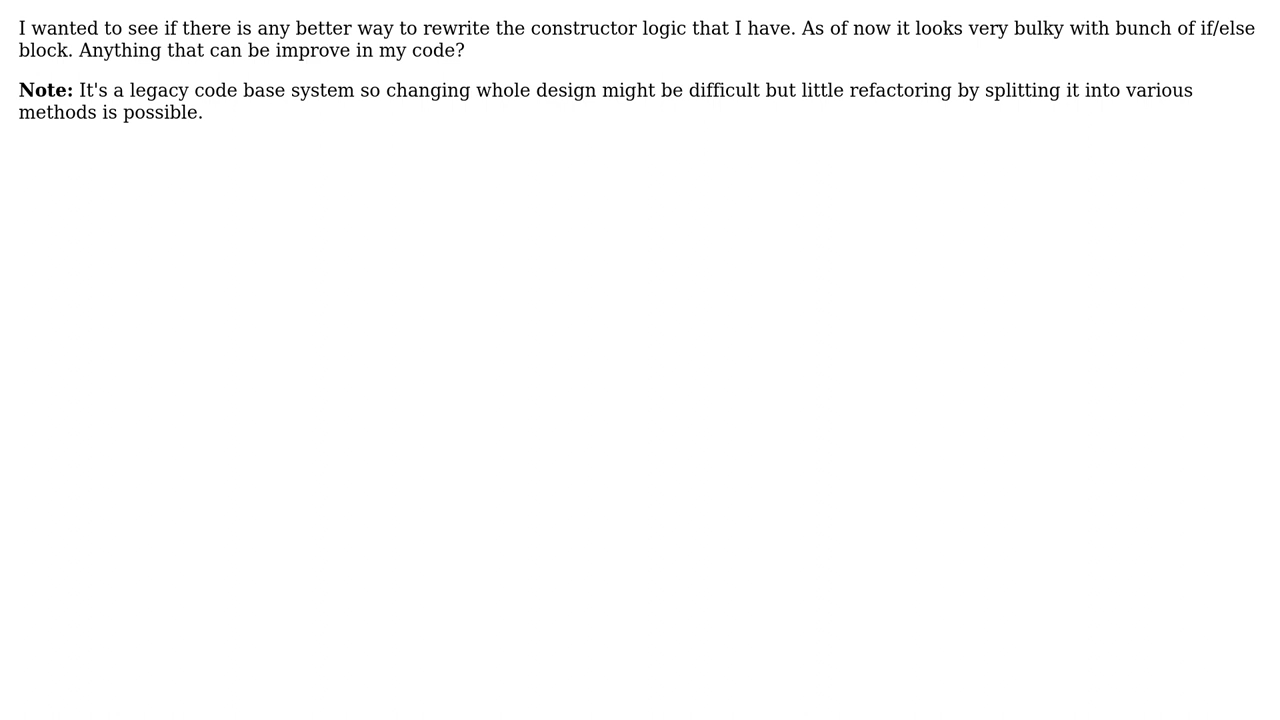 I wanted to see if there is any better way to rewrite the constructor logic that I have. As of now it looks very bulky with bunch of if/else
block. Anything that can be improve in my code?
Note: It's a legacy code base system so changing whole design might be difficult but little refactoring by splitting it into various
methods is possible.